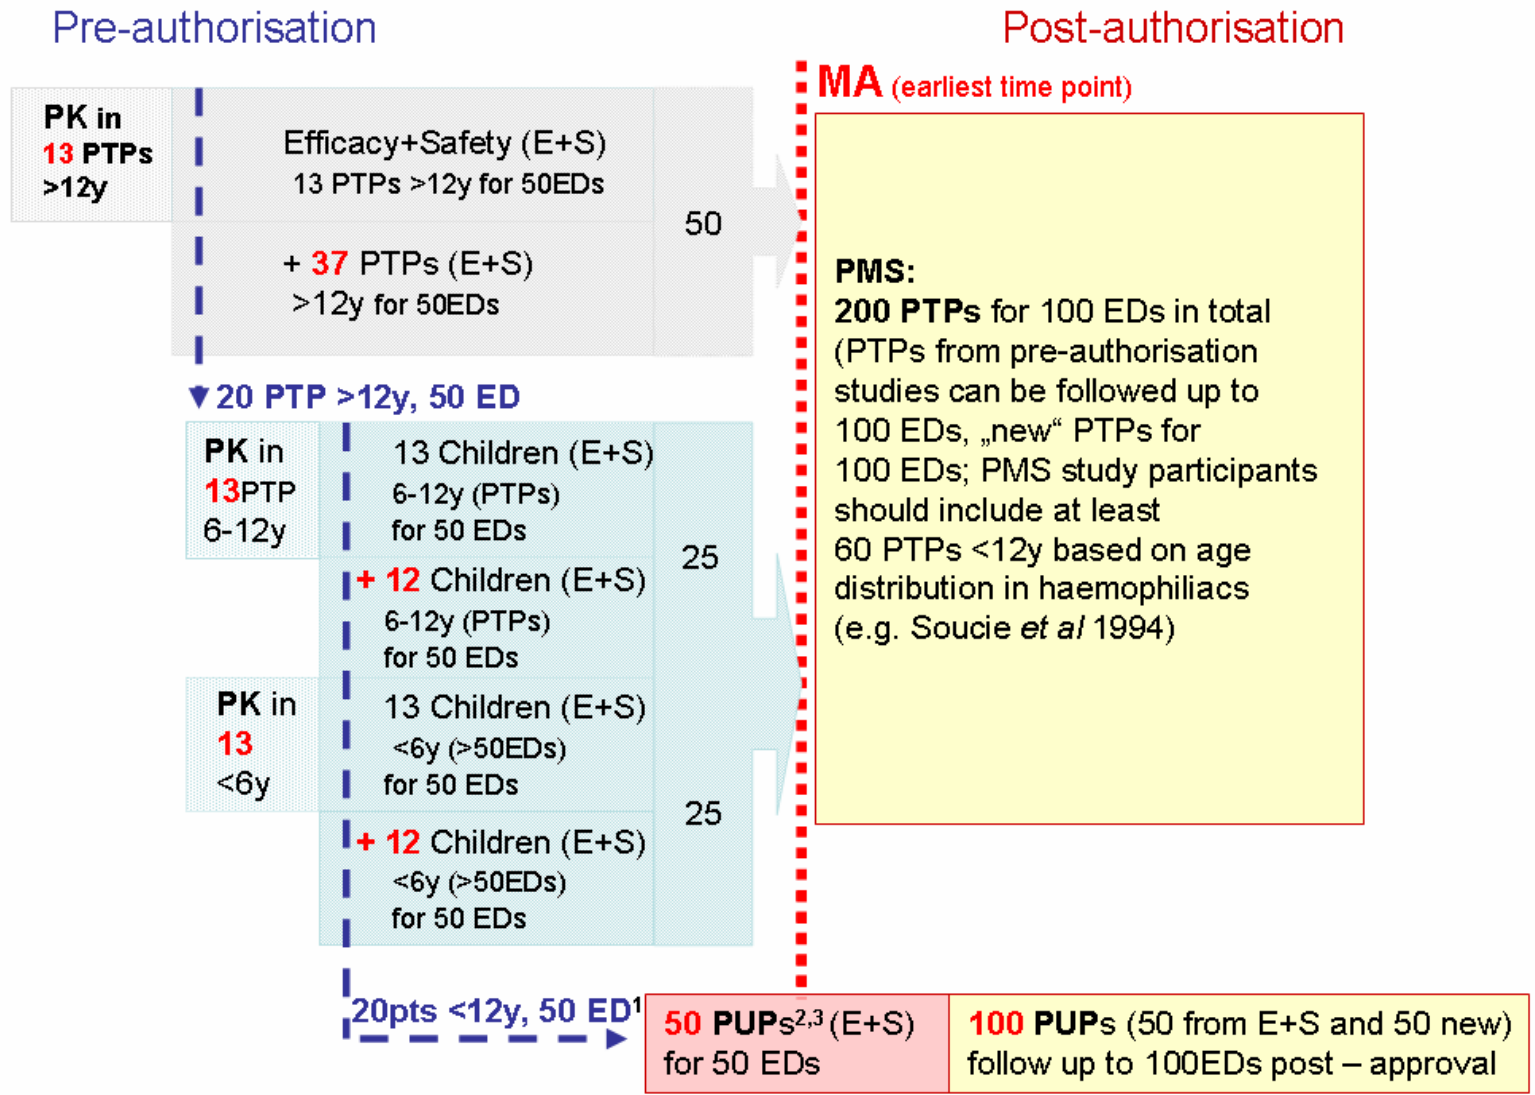 Pre-authorisation
Post-authorisation
MA (earliest time point)
PK in
13 PTPs
>12y
Efficacy+Safety (E+S)
13 PTPs >12y for 50EDs
+ 37 PTPs (E+S)
>12y for 50EDs
50
20 PTP >12y, 50 ED
PK in
13PTP
6-12y
13 Children (E+S)
6-12y (PTPs)
for 50 EDs
+ 12 Children (E+S)
6-12y (PTPs)
for 50 EDs
25
PK in
13
<6y
13 Children (E+S)
<6y (>50EDs)
for 50 EDs
+ 12 Children (E+S)
<6y (>50EDs)
for 50 EDs
25
PMS:
200 PTPs for 100 EDs in total
(PTPs from pre-authorisation
studies can be followed up to
100 EDs, „new“ PTPs for
100 EDs; PMS study participants
should include at least
60 PTPs <12y based on age
distribution in haemophiliacs
(e.g. Soucie et al 1994)
20pts <12y, 50 ED¹
50 PUPs²,³ (E+S)
for 50 EDs
100 PUPs (50 from E+S and 50 new)
follow up to 100EDs post – approval